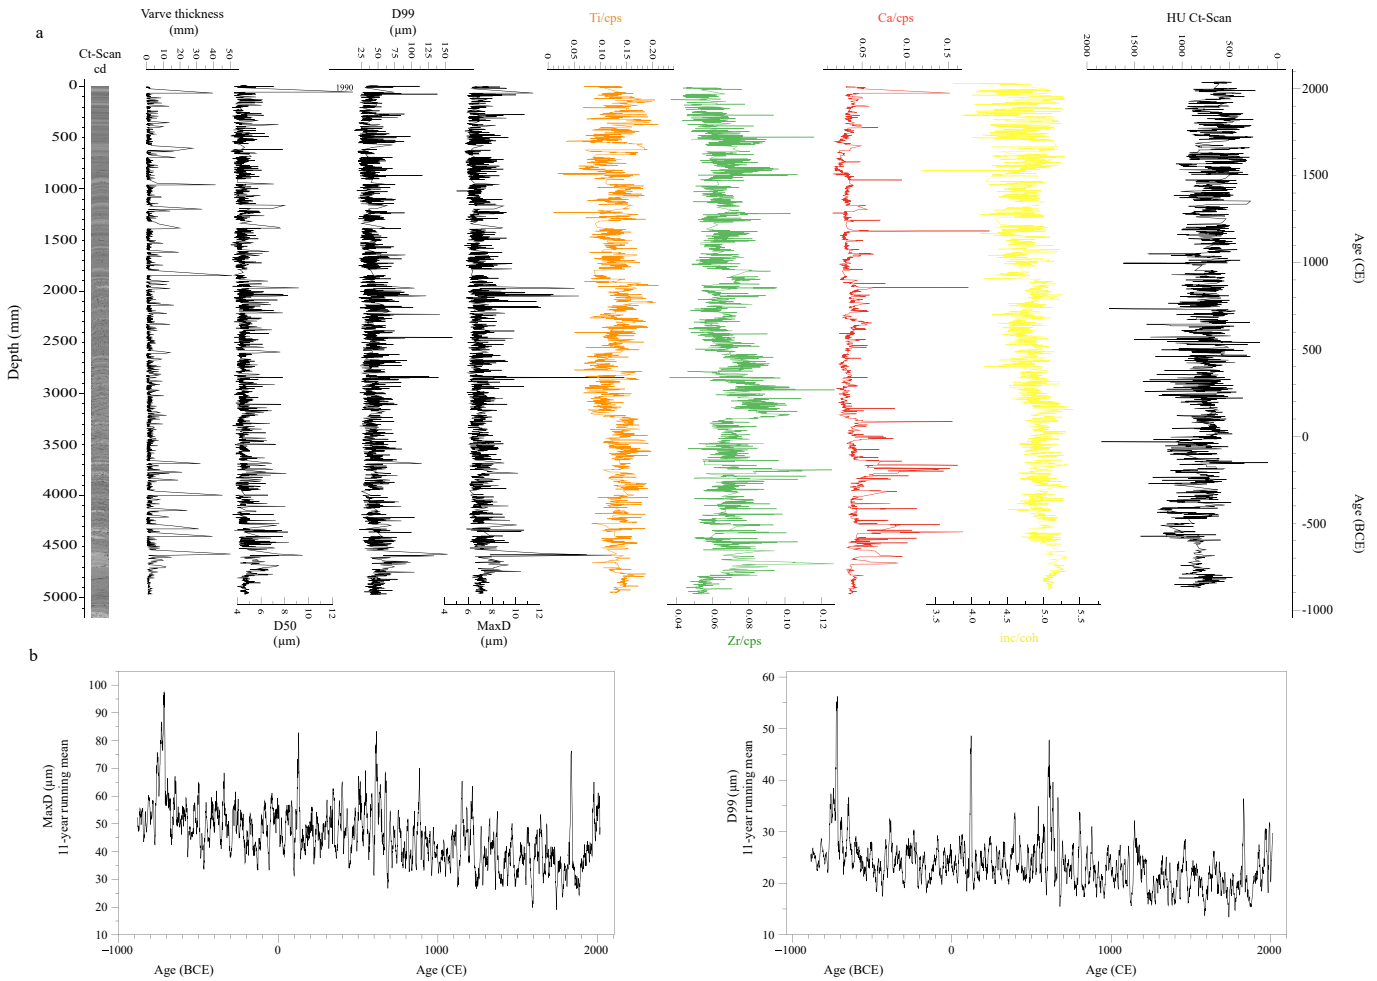 a
Varve thickness
(mm)
D99
(µm)
Ti/cps
Ca/cps
HU Ct-Scan
Ct-Scan
cd
0 10 20 30 40 50
25 50 75 100 125 150
0 0.05 0.10 0.15 0.20
0.05 0.10 0.15
2000 1500 1000 500 0
1990
Depth (mm)
0
500
1000
1500
2000
2500
3000
3500
4000
4500
5000
2000
1500
1000
500
0
-500
-1000
Age (CE)
Age (BCE)
4 6 8 10 12
D50
(µm)
4 6 8 10 12
MaxD
(µm)
0.04 0.06 0.08 0.10 0.12
Zr/cps
3.5 4.0 4.5 5.0 5.5
inc/coh
b
MaxD (µm)
11-year running mean
100
90
80
70
60
50
40
30
20
10
−1000 0 1000 2000
Age (BCE) Age (CE)
D99 (µm)
11-year running mean
60
50
40
30
20
10
−1000 0 1000 2000
Age (BCE) Age (CE)